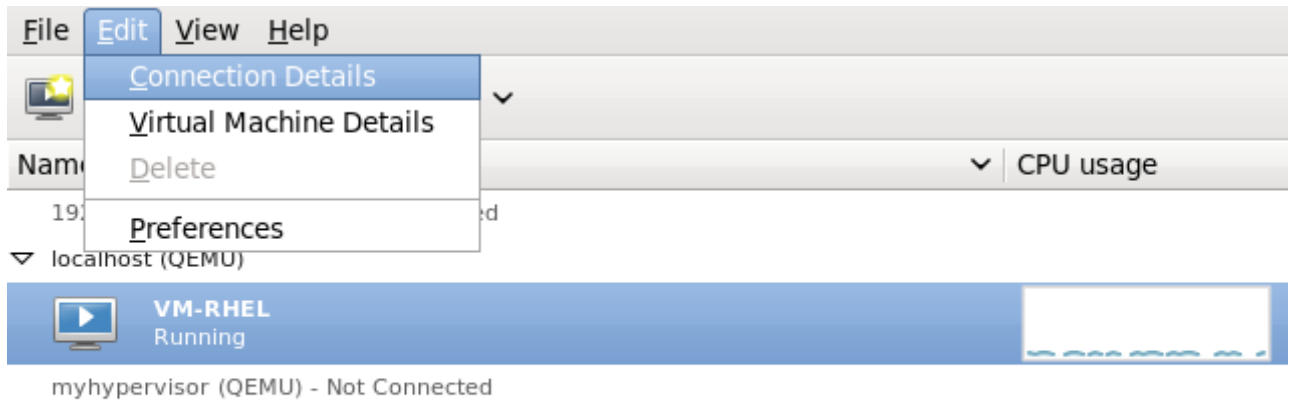 File Edit View Help
Connection Details
Virtual Machine Details
Delete
Preferences
Name CPU usage
localhost (QEMU)
VM-RHEL
Running
myhypervisor (QEMU) - Not Connected